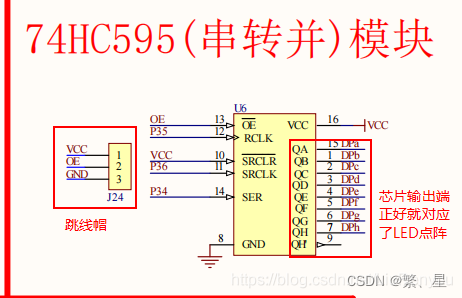 74HC595(串转并)模块
U6
OE 13 OE VCC 16 VCC
P35 12 RCLK
VCC 10 SRCLR
P36 11 SRCLK
P34 14 SER
8 GND
QA 15 DPa
QB 1 DPb
QC 2 DPc
QD 3 DPd
QE 4 DPe
QF 5 DPf
QG 6 DPg
QH 7 DPh
QH' 9
VCC 1
OE 2
GND 3
J24
跳线帽
芯片输出端
正好就对应
了LED点阵
CSDN @繁、星